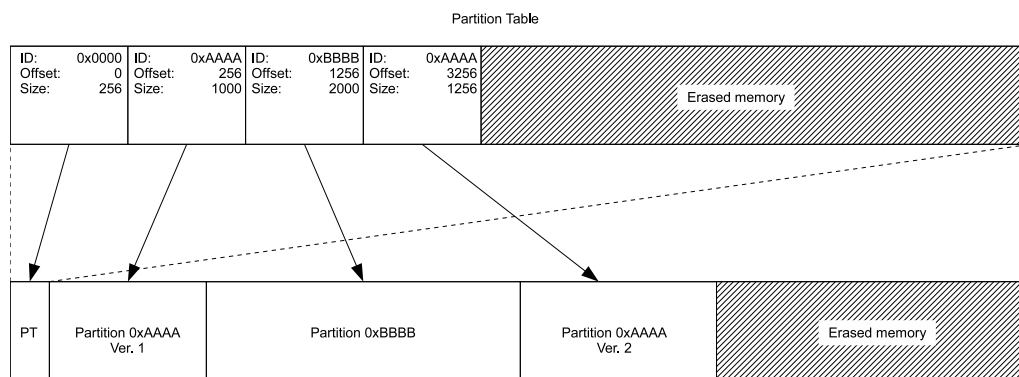 Partition Table
ID: 0x0000
Offset: 0
Size: 256
ID: 0xAAAA
Offset: 256
Size: 1000
ID: 0xBBBB
Offset: 1256
Size: 2000
ID: 0xAAAA
Offset: 3256
Size: 1256
Erased memory
PT
Partition 0xAAAA
Ver. 1
Partition 0xBBBB
Partition 0xAAAA
Ver. 2
Erased memory